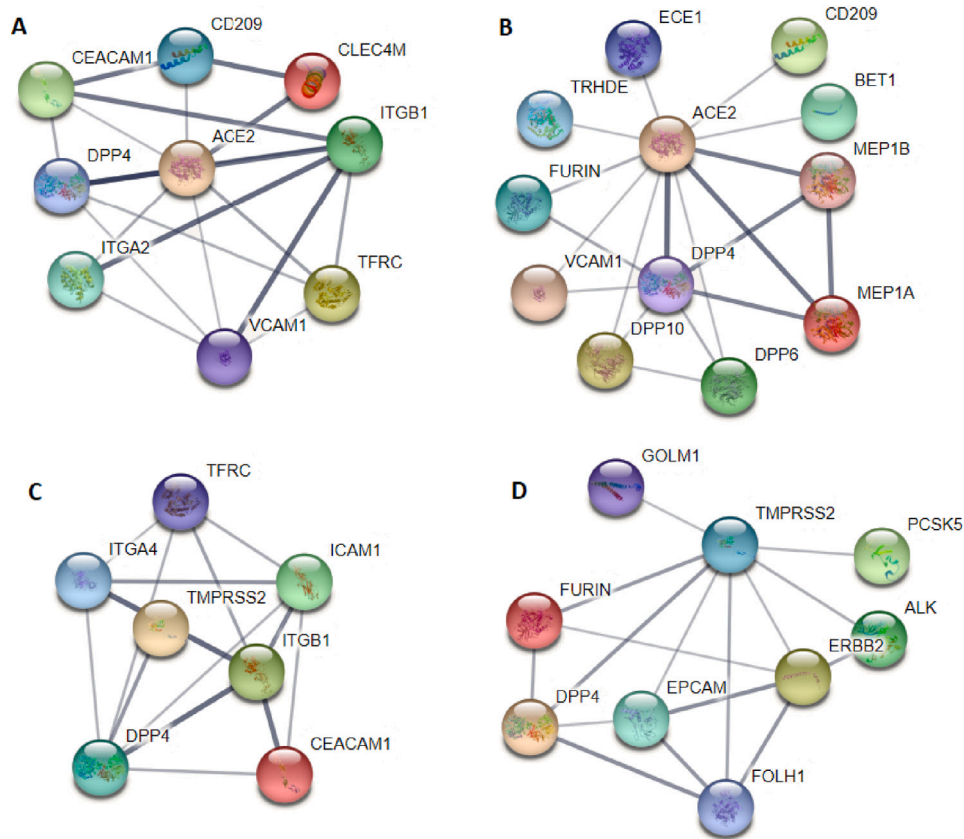 A
CD209
CEACAM1
CLEC4M
ITGB1
ACE2
DPP4
ITGA2
TFRC
VCAM1
B
ECE1
CD209
TRHDE
ACE2
BET1
MEP1B
FURIN
VCAM1
DPP4
MEP1A
DPP10
DPP6
C
TFRC
ITGA4
ICAM1
TMPRSS2
ITGB1
DPP4
CEACAM1
D
GOLM1
TMPRSS2
PCSK5
FURIN
ALK
ERBB2
DPP4
EPCAM
FOLH1